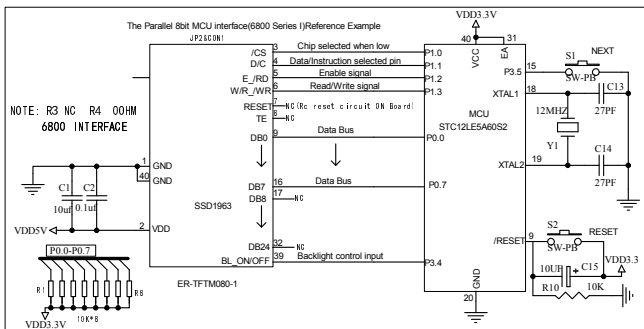 The Parallel 8bit MCU interface(6800 Series I)Reference Example
JP2&CON1
VDD3.3V
40
31
VCC
EA
/CS
3
Chip selected when low
P1.0
D/C
4
Data/Instruction selected pin
P1.1
E_/RD
5
Enable signal
P1.2
W/R_/WR
6
Read/Write signal
P1.3
RESET
7
NC(Rc reset circuit ON Board)
TE
8
NC
DB0
9
Data Bus
P0.0
MCU
STC12LE5A60S2
NOTE: R3 NC R4 0OHM
6800 INTERFACE
P3.5
15
S1
NEXT
SW-PB
XTAL1
18
C13
27PF
12MHZ
Y1
XTAL2
19
C14
27PF
1
GND
40
GND
C1
C2
10uf
0.1uf
VDD5V
2
VDD
SSD1963
DB7
16
Data Bus
P0.7
DB8
17
NC
DB24
32
NC
BL_ON/OFF
39
Backlight control input
P3.4
ER-TFTM080-1
P0.0-P0.7
R1
R8
10K*8
VDD3.3V
/RESET
9
S2
RESET
SW-PB
VDD3.3
10UF
+
C15
R10
10K
GND
20